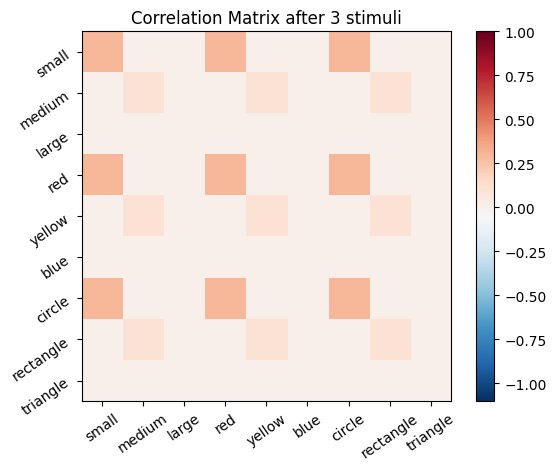 Correlation Matrix after 3 stimuli
small
medium
large
red
yellow
blue
circle
rectangle
triangle
small
medium
large
red
yellow
blue
circle
rectangle
triangle
1.00
0.75
0.50
0.25
0.00
−0.25
−0.50
−0.75
−1.00